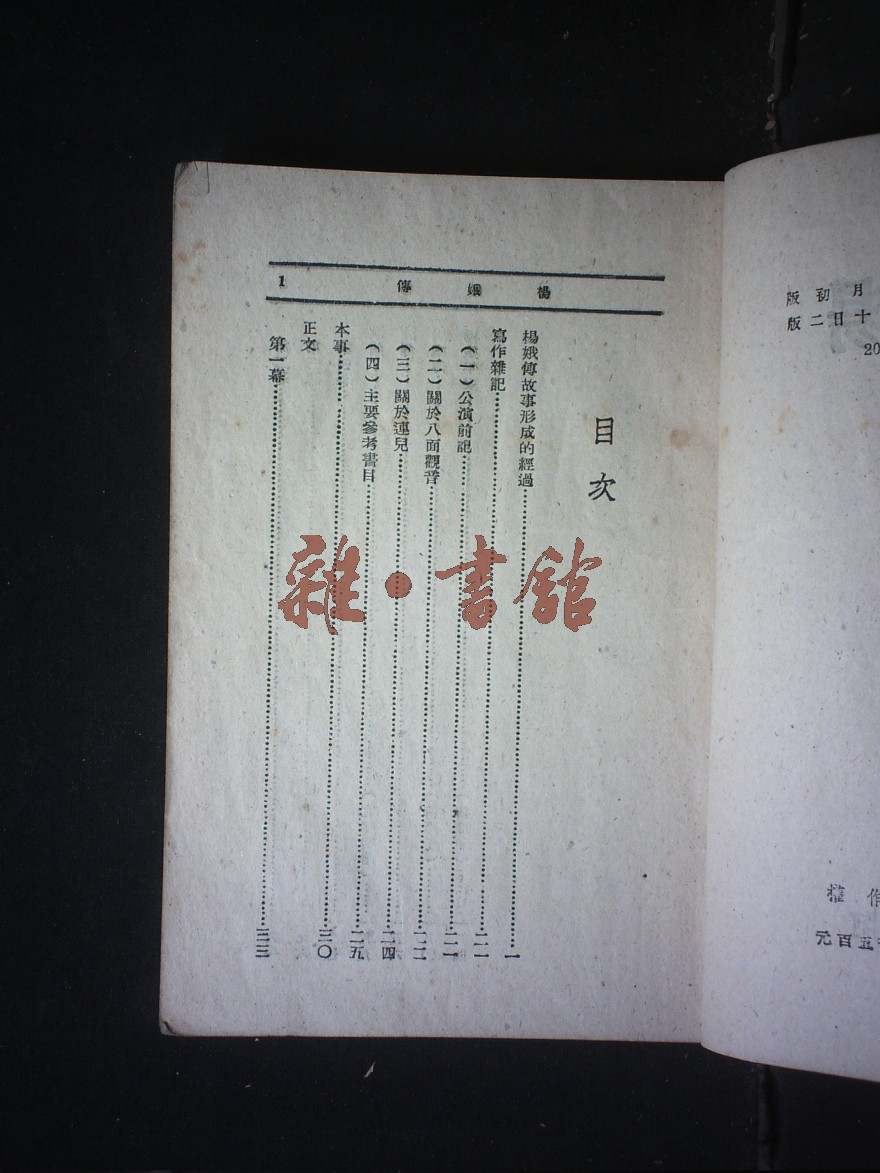 版初月
版二日十
20
權作
元百五
楊娥傳 1
目次
楊娥傳故事形成的經過……一
寫作雜記……二一
(一)公演前記……二一
(二)關於八面觀音……二二
(三)關於連兒……二四
(四)主要參考書目……二五
本事……三〇
正文
第一幕……三三
雜·書館